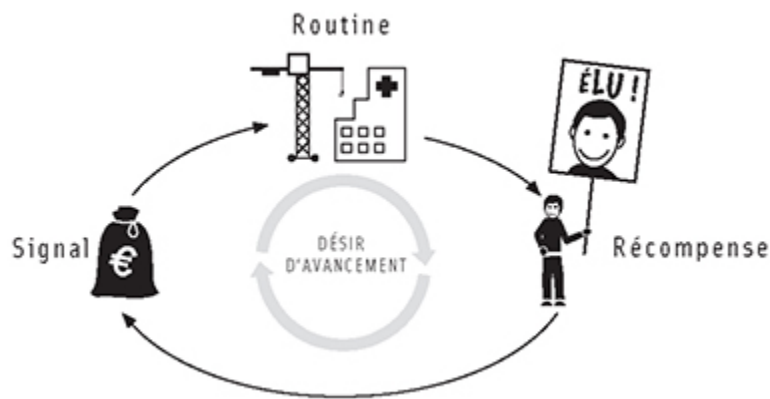 Routine
ÉLU !
Signal
€
DÉSIR
D'AVANCEMENT
Récompense